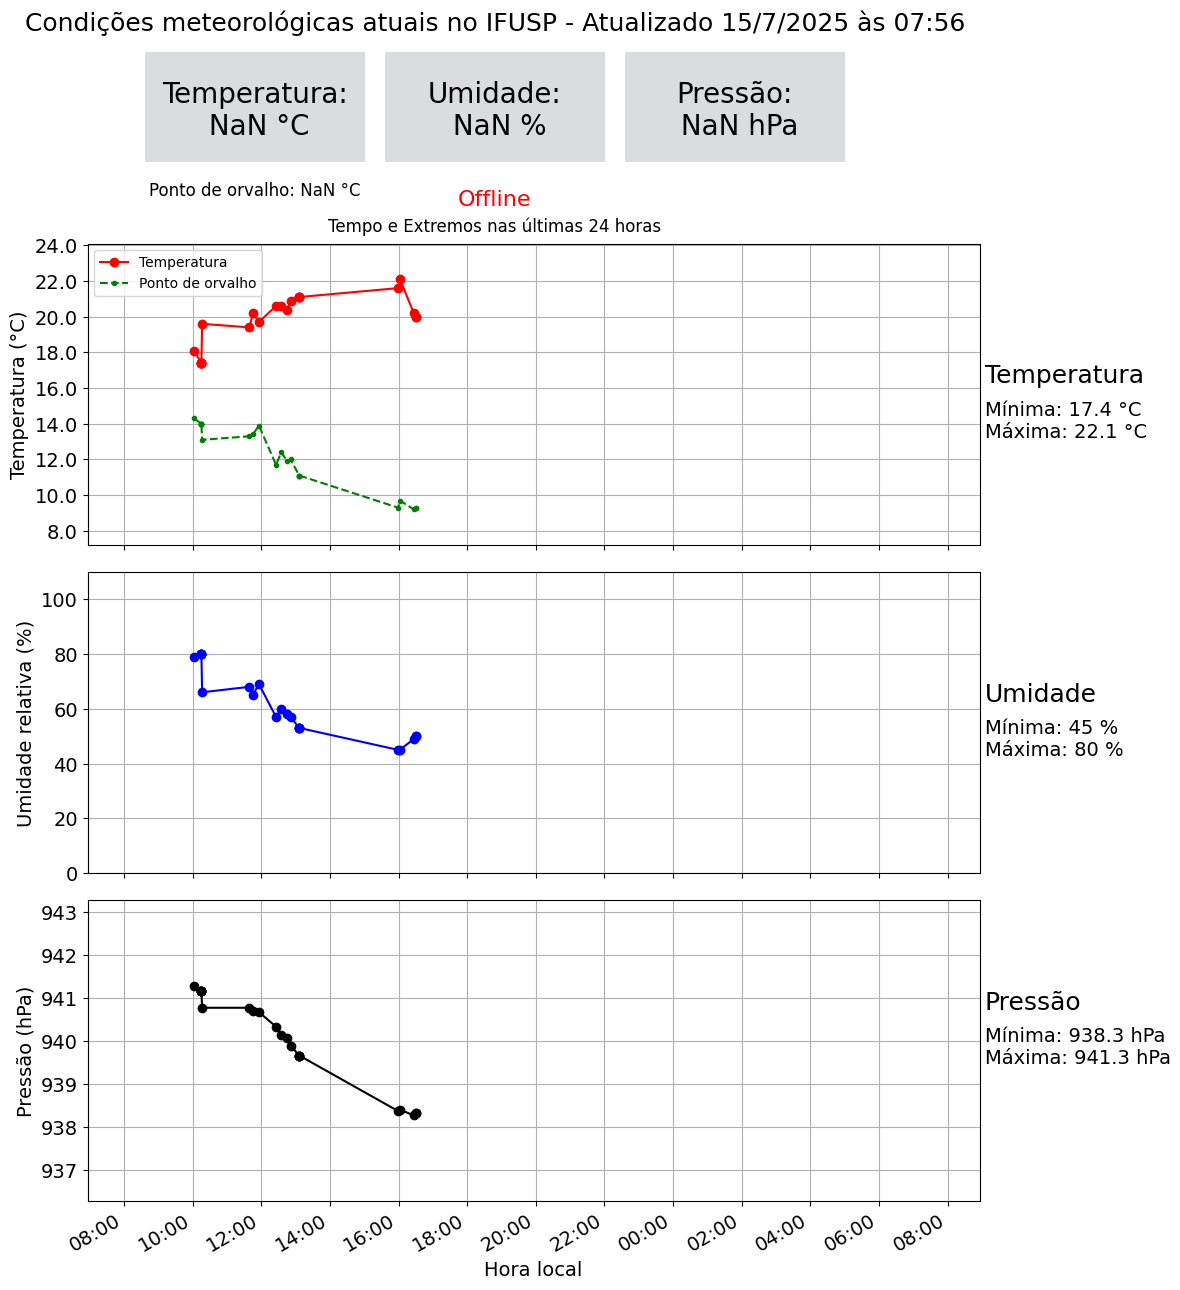 Condições meteorológicas atuais no IFUSP - Atualizado 15/7/2025 às 07:56
Temperatura:
NaN °C
Umidade:
NaN %
Pressão:
NaN hPa
Ponto de orvalho: NaN °C
Offline
Tempo e Extremos nas últimas 24 horas
Temperatura (°C)
24.0
22.0
20.0
18.0
16.0
14.0
12.0
10.0
8.0
Temperatura
Ponto de orvalho
Temperatura
Mínima: 17.4 °C
Máxima: 22.1 °C
Umidade relativa (%)
100
80
60
40
20
0
Umidade
Mínima: 45 %
Máxima: 80 %
Pressão (hPa)
943
942
941
940
939
938
937
Pressão
Mínima: 938.3 hPa
Máxima: 941.3 hPa
08:00 10:00 12:00 14:00 16:00 18:00 20:00 22:00 00:00 02:00 04:00 06:00 08:00
Hora local